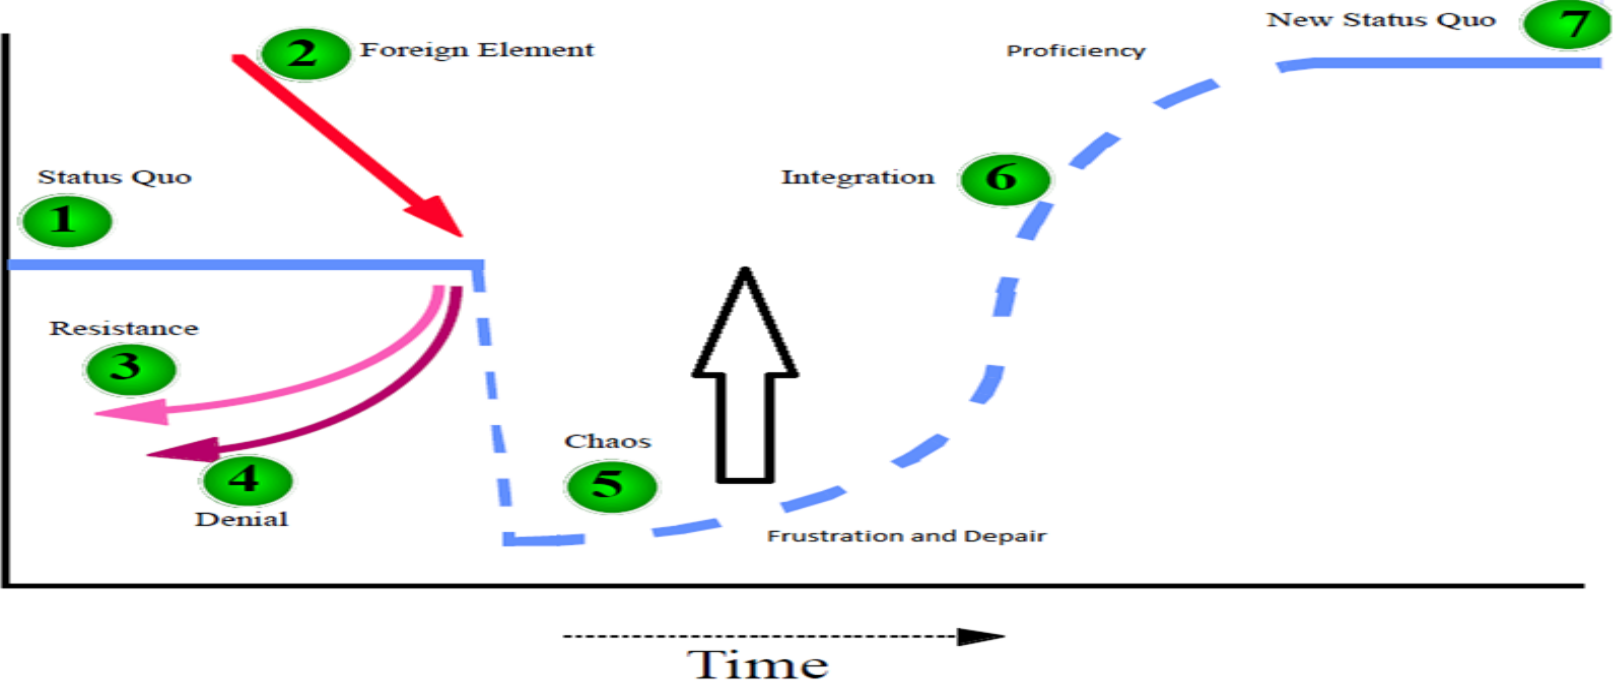 New Status Quo
7
2
Foreign Element
Proficiency
Status Quo
1
Integration
6
Resistance
3
Chaos
5
4
Denial
Frustration and Depair
Time